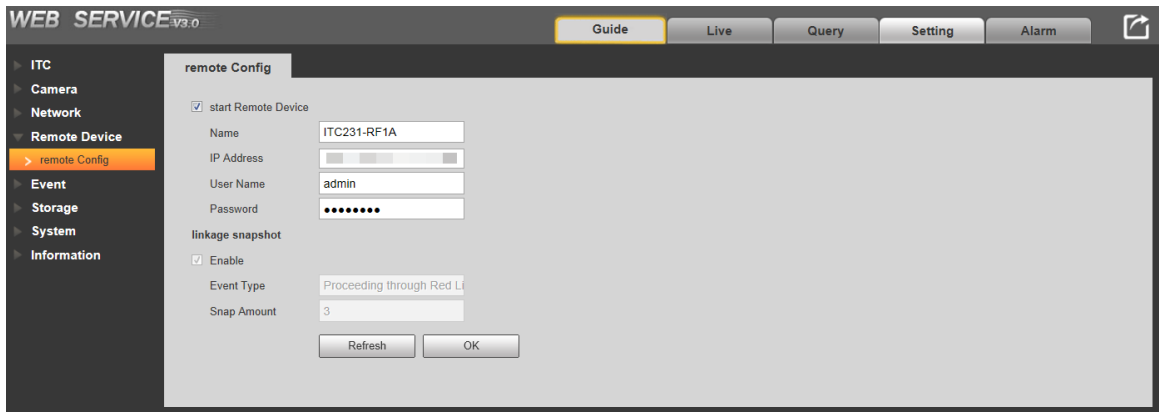 WEB SERVICE V3.0
Guide
Live
Query
Setting
Alarm
ITC
Camera
Network
Remote Device
remote Config
Event
Storage
System
Information
remote Config
start Remote Device
Name ITC231-RF1A
IP Address
User Name admin
Password ••••••••
linkage snapshot
Enable
Event Type Proceeding through Red Li
Snap Amount 3
Refresh
OK